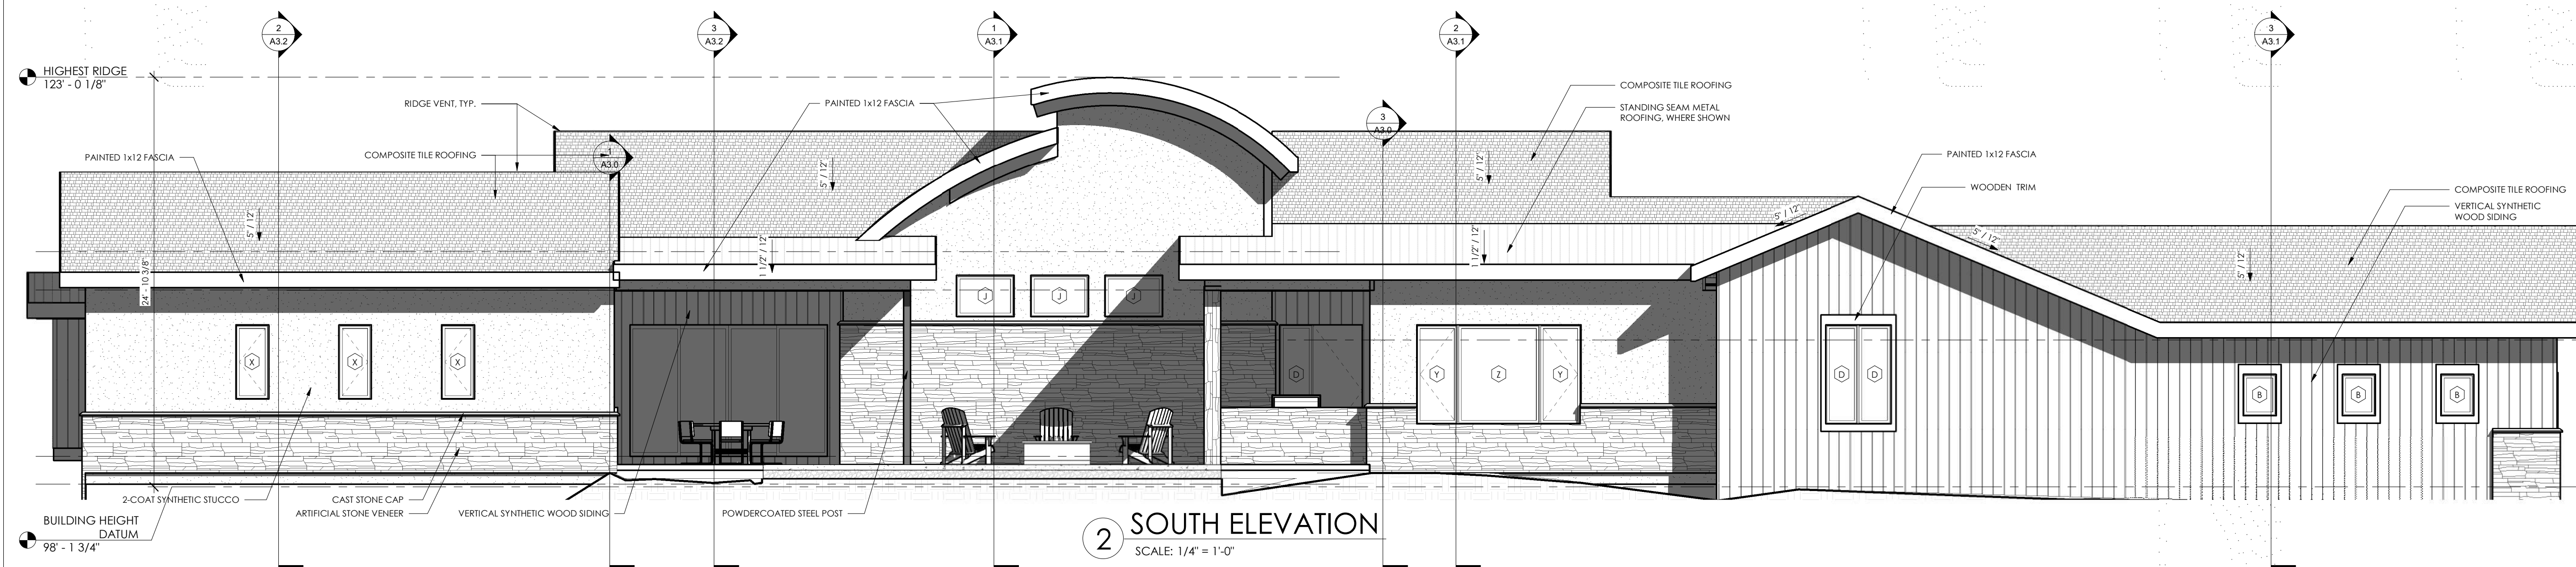 2
A3.2
3
A3.2
1
A3.1
2
A3.1
3
A3.1
HIGHEST RIDGE
123' - 0 1/8"
RIDGE VENT, TYP.
PAINTED 1x12 FASCIA
COMPOSITE TILE ROOFING
STANDING SEAM METAL
ROOFING, WHERE SHOWN
3
A3.0
PAINTED 1x12 FASCIA
COMPOSITE TILE ROOFING
1
A3.0
5" / 12"
5" / 12"
PAINTED 1x12 FASCIA
WOODEN TRIM
COMPOSITE TILE ROOFING
VERTICAL SYNTHETIC
WOOD SIDING
5" / 12"
5" / 12"
5" / 12"
5" / 12"
1 1/2" / 12"
1 1/2" / 12"
24' - 10 3/8"
J
J
J
X
X
X
D
Y
Z
Y
D
D
B
B
B
2-COAT SYNTHETIC STUCCO
CAST STONE CAP
ARTIFICIAL STONE VENEER
VERTICAL SYNTHETIC WOOD SIDING
POWDERCOATED STEEL POST
BUILDING HEIGHT
DATUM
98' - 1 3/4"
2
SOUTH ELEVATION
SCALE: 1/4" = 1'-0"